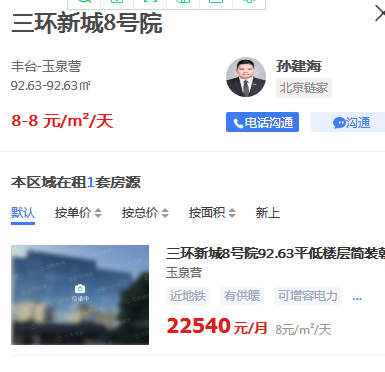 三环新城8号院
丰台-玉泉营
92.63-92.63㎡
8-8 元/m²/天
孙建海
北京链家
电话沟通
沟通
本区域在租1套房源
默认 按单价 按总价 按面积 新上
三环新城8号院92.63平低楼层简装
玉泉营
近地铁 有供暖 可增容电力 ...
22540 元/月 8元/m²/天